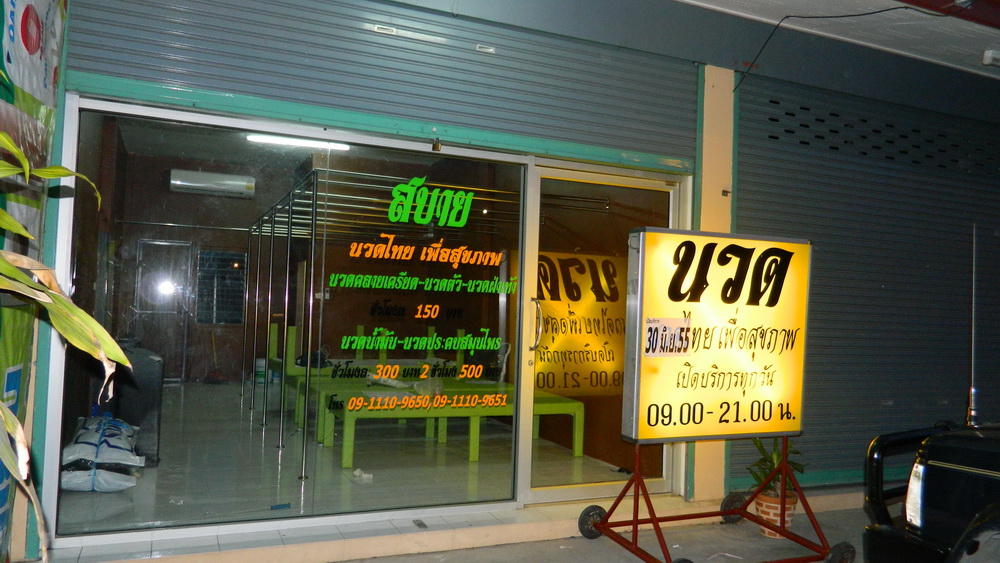 สบาย
นวดไทย เพื่อสุขภาพ
นวดคลายเครียด-นวดตัว-นวดฝ่าเท้า
ชั่วโมงละ 150 บาท
นวดน้ำมัน-นวดประคบสมุนไพร
ชั่วโมงละ 300 บาท 2 ชั่วโมง 500 บาท
โทร 09-1110-9650, 09-1110-9651
นวด
30 มิ.ย.55
ไทย เพื่อสุขภาพ
เปิดบริการทุกวัน
09.00 - 21.00 น.